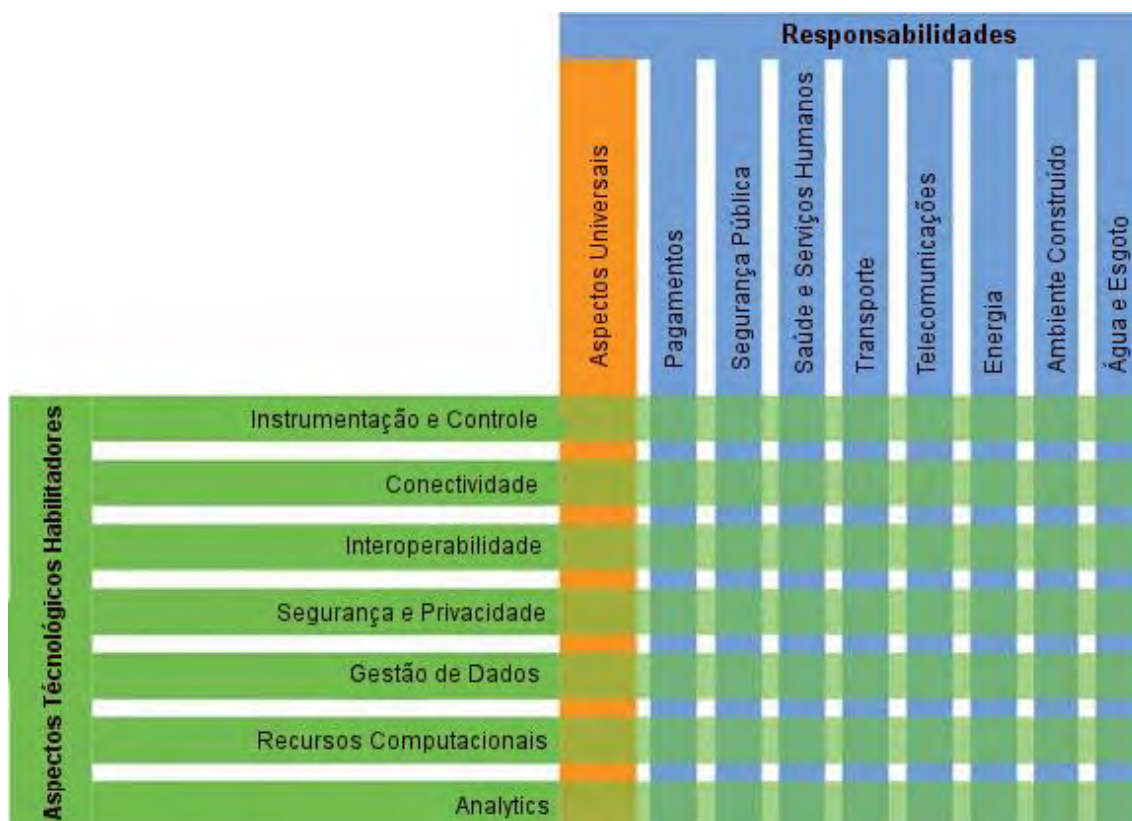 Responsabilidades
Aspectos Universais
Pagamentos
Segurança Pública
Saúde e Serviços Humanos
Transporte
Telecomunicações
Energia
Ambiente Construído
Água e Esgoto
Aspectos Técnológicos Habilitadores
Instrumentação e Controle
Conectividade
Interoperabilidade
Segurança e Privacidade
Gestão de Dados
Recursos Computacionais
Analytics